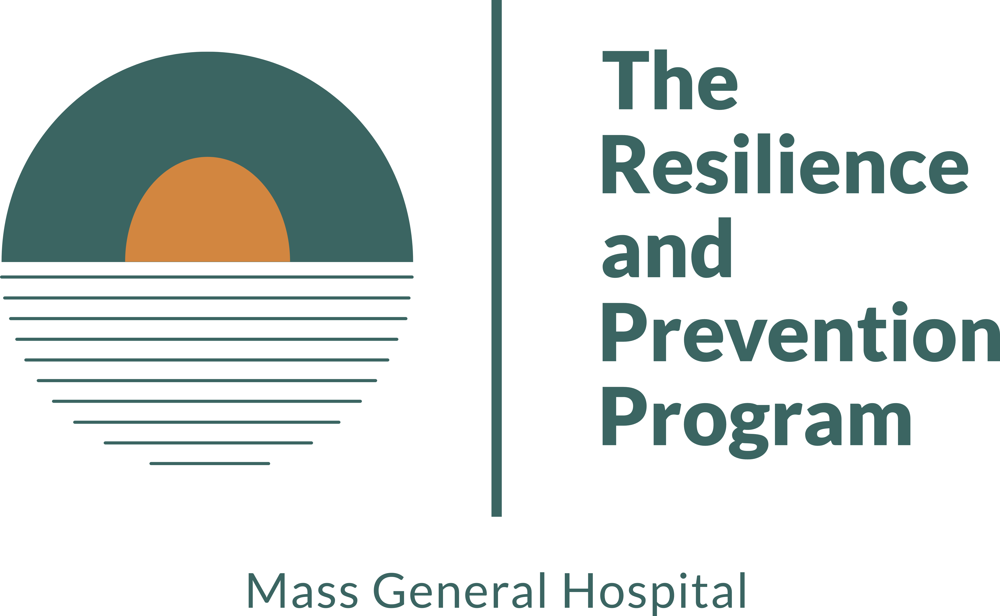 The
Resilience
and
Prevention
Program
Mass General Hospital